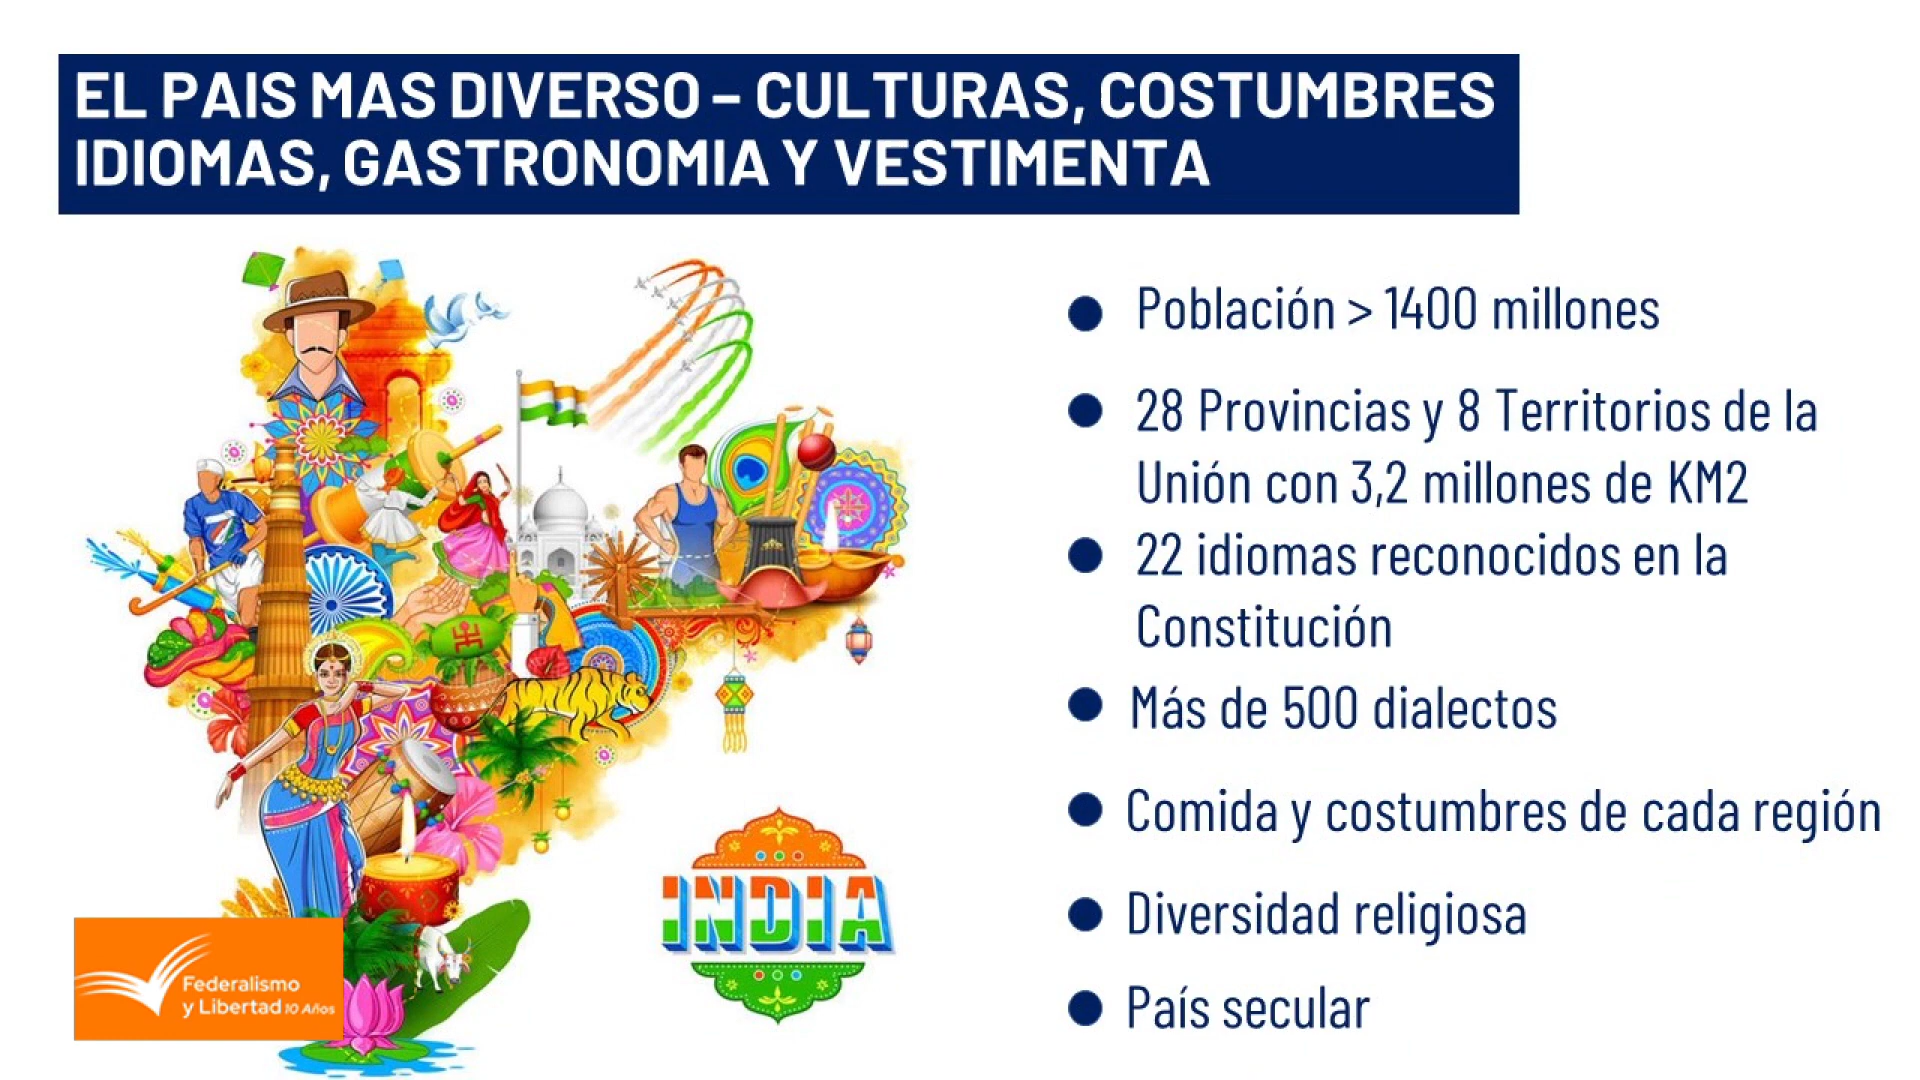 EL PAIS MAS DIVERSO – CULTURAS, COSTUMBRES
IDIOMAS, GASTRONOMIA Y VESTIMENTA
Población > 1400 millones
28 Provincias y 8 Territorios de la
Unión con 3,2 millones de KM2
22 idiomas reconocidos en la
Constitución
Más de 500 dialectos
Comida y costumbres de cada región
Diversidad religiosa
País secular
INDIA
Federalismo
y Libertad 10 Años